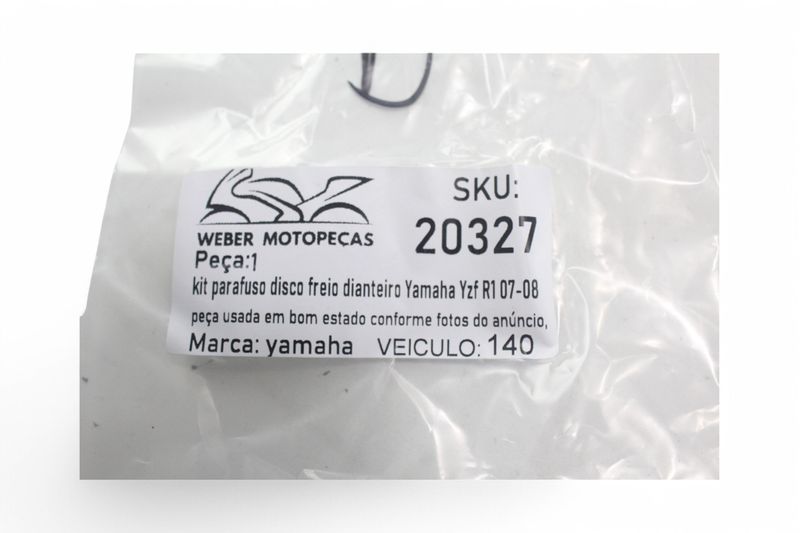 SKU:
20327
WEBER MOTOPECAS
Peça:1
kit parafuso disco freio dianteiro Yamaha Yzf R1 07-08
peça usada em bom estado conforme fotos do anúncio,
Marca: yamaha VEICULO: 140